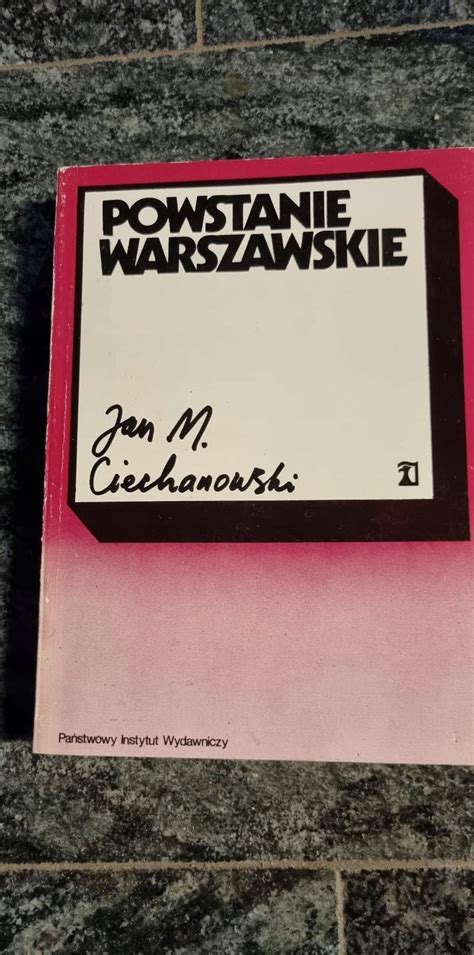 POWSTANIE
WARSZAWSKIE
Jan M.
Ciechanowski
Państwowy Instytut Wydawniczy